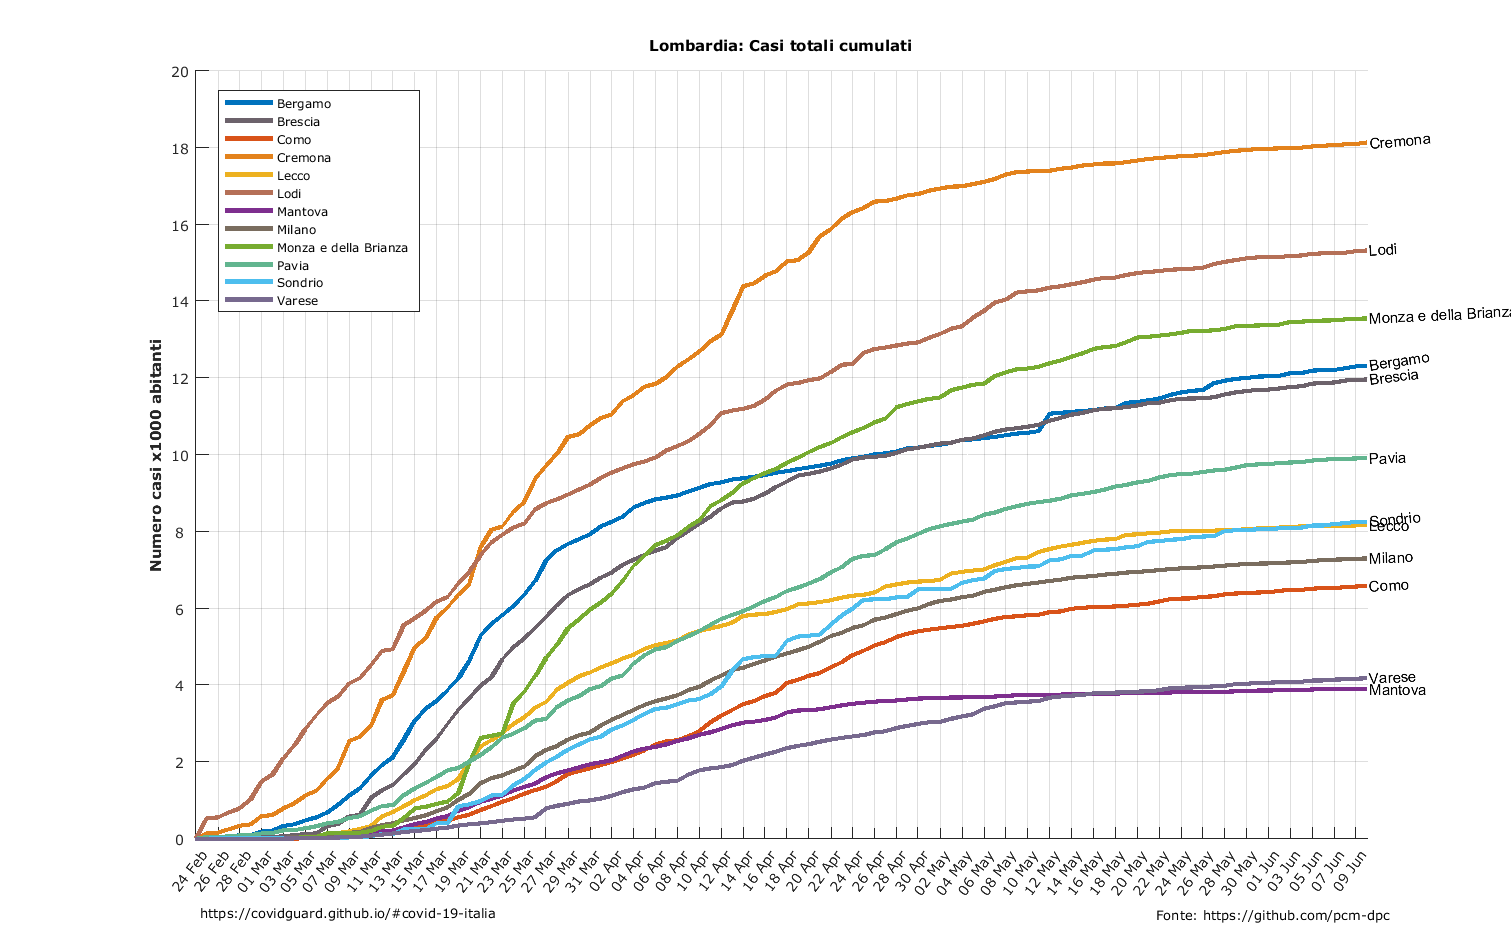 Lombardia: Casi totali cumulati
Numero casi x1000 abitanti
20
18
16
14
12
10
8
6
4
2
0
Bergamo
Brescia
Como
Cremona
Lecco
Lodi
Mantova
Milano
Monza e della Brianza
Pavia
Sondrio
Varese
Cremona
Lodi
Monza e della Brianza
Bergamo
Brescia
Pavia
Sondrio
Lecco
Milano
Como
Varese
Mantova
24 Feb
26 Feb
28 Feb
01 Mar
03 Mar
05 Mar
07 Mar
09 Mar
11 Mar
13 Mar
15 Mar
17 Mar
19 Mar
21 Mar
23 Mar
25 Mar
27 Mar
29 Mar
31 Mar
02 Apr
04 Apr
06 Apr
08 Apr
10 Apr
12 Apr
14 Apr
16 Apr
18 Apr
20 Apr
22 Apr
24 Apr
26 Apr
28 Apr
30 Apr
02 May
04 May
06 May
08 May
10 May
12 May
14 May
16 May
18 May
20 May
22 May
24 May
26 May
28 May
30 May
01 Jun
03 Jun
05 Jun
07 Jun
09 Jun
https://covidguard.github.io/#covid-19-italia
Fonte: https://github.com/pcm-dpc